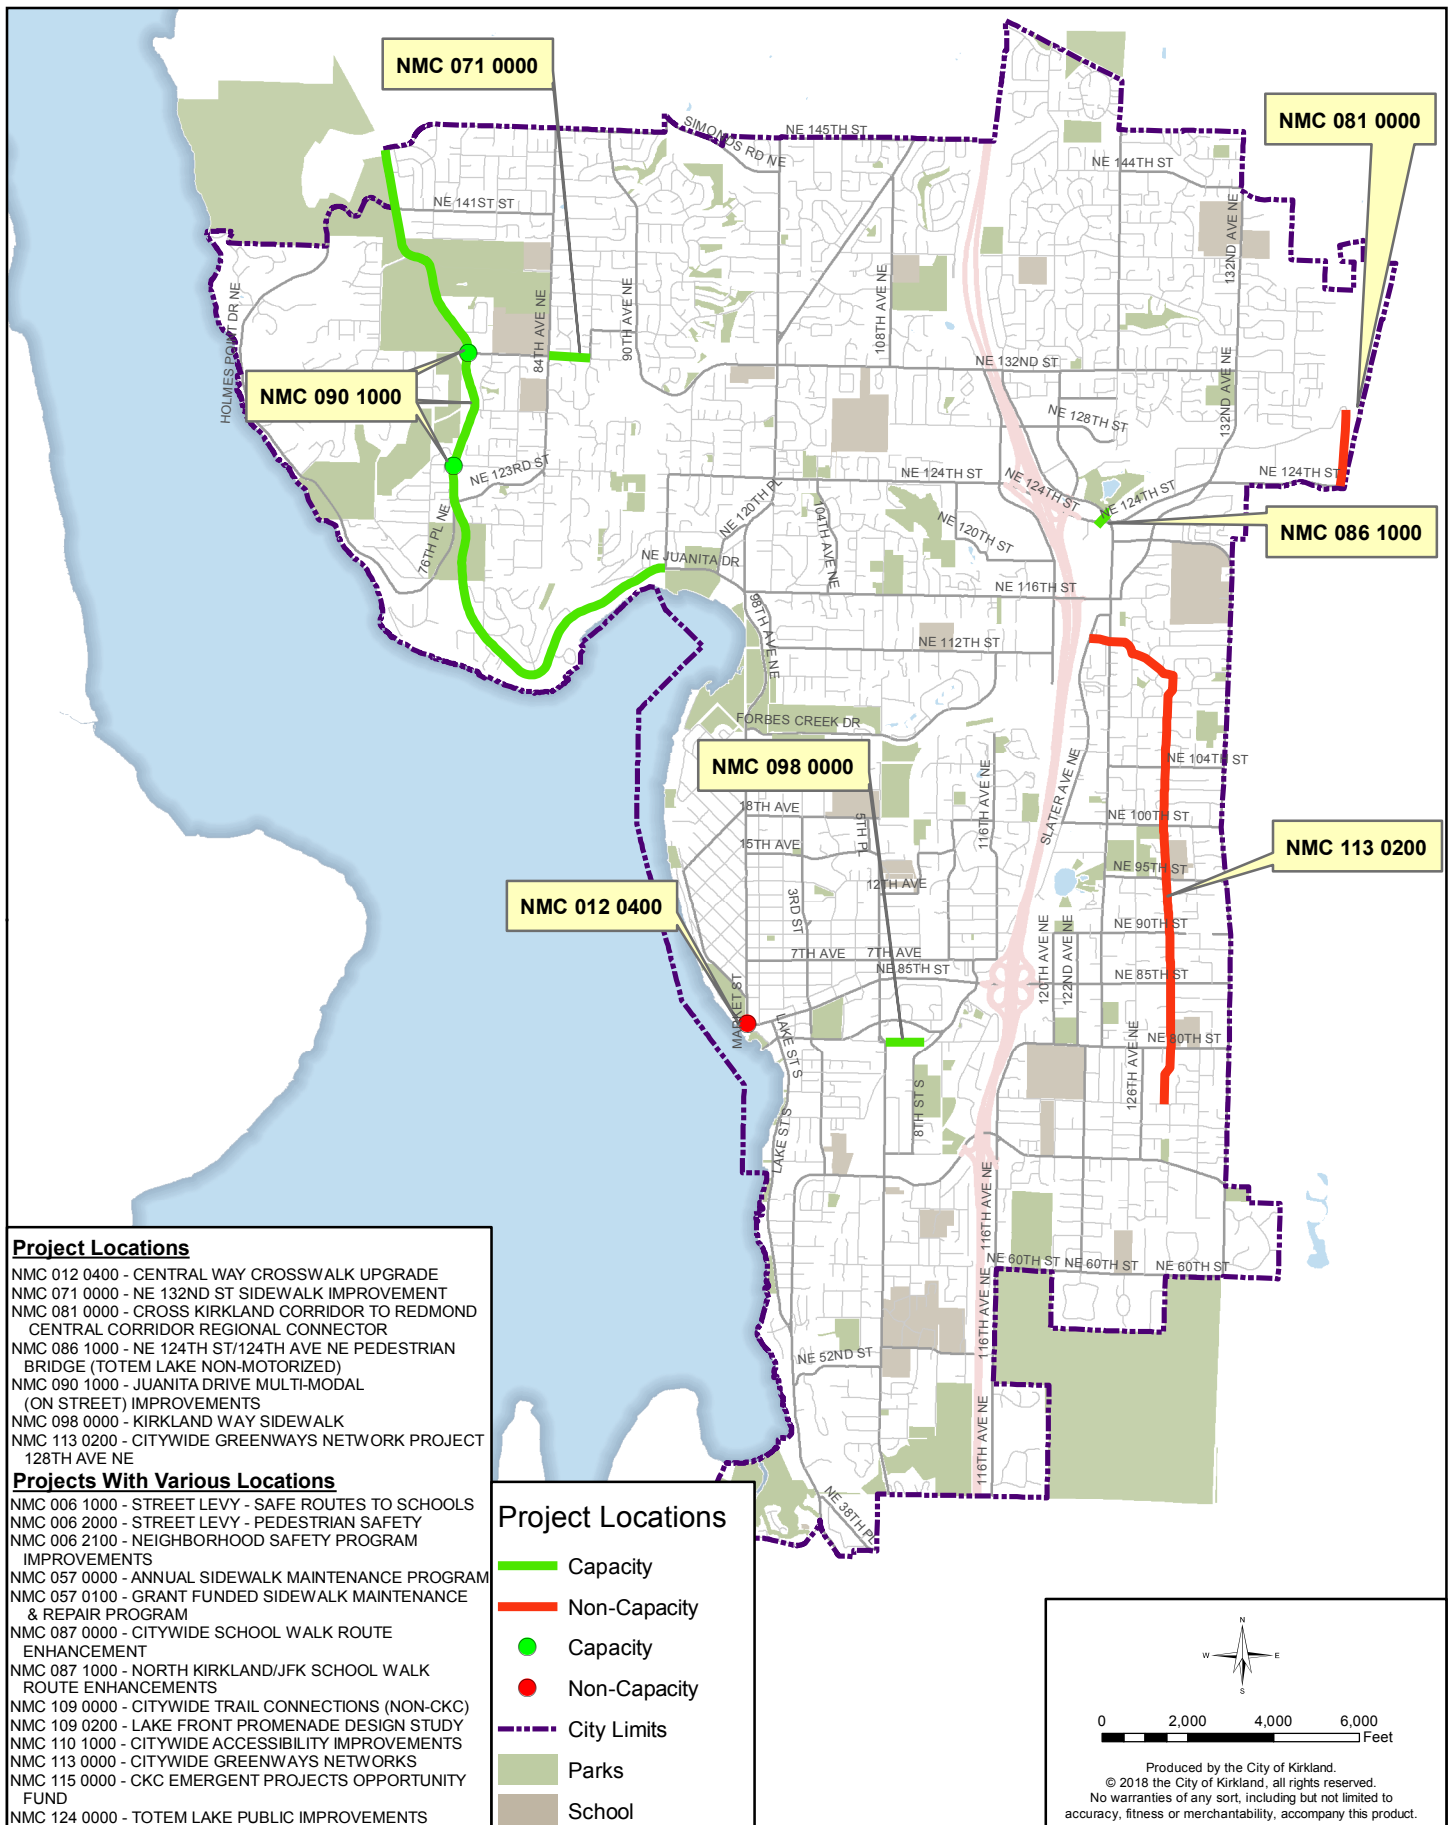 NMC 071 0000
NMC 081 0000
SIMONDS RD NE
NE 145TH ST
NE 144TH ST
NE 141ST ST
132ND AVE NE
HOLMES POINT DR NE
84TH AVE NE
90TH AVE NE
108TH AVE NE
NE 132ND ST
NMC 090 1000
132ND AVE NE
NE 128TH ST
NE 123RD ST
NE 124TH ST
NE 124TH ST
NE 124TH ST
NE 124TH ST
NE 120TH PL
104TH AVE NE
NE 120TH ST
NMC 086 1000
76TH PL NE
NE JUANITA DR
NE 116TH ST
98TH AVE NE
NE 112TH ST
FORBES CREEK DR
NMC 098 0000
116TH AVE NE
SLATER AVE NE
NE 104TH ST
18TH AVE
5TH PL
NE 100TH ST
15TH AVE
NMC 113 0200
NE 95TH ST
12TH AVE
3RD ST
NMC 012 0400
NE 90TH ST
120TH AVE NE
122ND AVE NE
7TH AVE
7TH AVE
NE 85TH ST
NE 85TH ST
MARKET ST
LAKE ST S
NE 80TH ST
126TH AVE NE
8TH ST S
LAKE ST S
116TH AVE NE
NE 60TH ST
NE 60TH ST
NE 60TH ST
116TH AVE NE
NE 52ND ST
116TH AVE NE
NE 38TH PL
Project Locations
NMC 012 0400 - CENTRAL WAY CROSSWALK UPGRADE
NMC 071 0000 - NE 132ND ST SIDEWALK IMPROVEMENT
NMC 081 0000 - CROSS KIRKLAND CORRIDOR TO REDMOND
CENTRAL CORRIDOR REGIONAL CONNECTOR
NMC 086 1000 - NE 124TH ST/124TH AVE NE PEDESTRIAN
BRIDGE (TOTEM LAKE NON-MOTORIZED)
NMC 090 1000 - JUANITA DRIVE MULTI-MODAL
(ON STREET) IMPROVEMENTS
NMC 098 0000 - KIRKLAND WAY SIDEWALK
NMC 113 0200 - CITYWIDE GREENWAYS NETWORK PROJECT
128TH AVE NE
Projects With Various Locations
NMC 006 1000 - STREET LEVY - SAFE ROUTES TO SCHOOLS
NMC 006 2000 - STREET LEVY - PEDESTRIAN SAFETY
NMC 006 2100 - NEIGHBORHOOD SAFETY PROGRAM
IMPROVEMENTS
NMC 057 0000 - ANNUAL SIDEWALK MAINTENANCE PROGRAM
NMC 057 0100 - GRANT FUNDED SIDEWALK MAINTENANCE
& REPAIR PROGRAM
NMC 087 0000 - CITYWIDE SCHOOL WALK ROUTE
ENHANCEMENT
NMC 087 1000 - NORTH KIRKLAND/JFK SCHOOL WALK
ROUTE ENHANCEMENTS
NMC 109 0000 - CITYWIDE TRAIL CONNECTIONS (NON-CKC)
NMC 109 0200 - LAKE FRONT PROMENADE DESIGN STUDY
NMC 110 1000 - CITYWIDE ACCESSIBILITY IMPROVEMENTS
NMC 113 0000 - CITYWIDE GREENWAYS NETWORKS
NMC 115 0000 - CKC EMERGENT PROJECTS OPPORTUNITY
FUND
NMC 124 0000 - TOTEM LAKE PUBLIC IMPROVEMENTS
Project Locations
Capacity
Non-Capacity
Capacity
Non-Capacity
City Limits
Parks
School
N
W E
S
0 2,000 4,000 6,000
Feet
Produced by the City of Kirkland.
© 2018 the City of Kirkland, all rights reserved.
No warranties of any sort, including but not limited to
accuracy, fitness or merchantability, accompany this product.